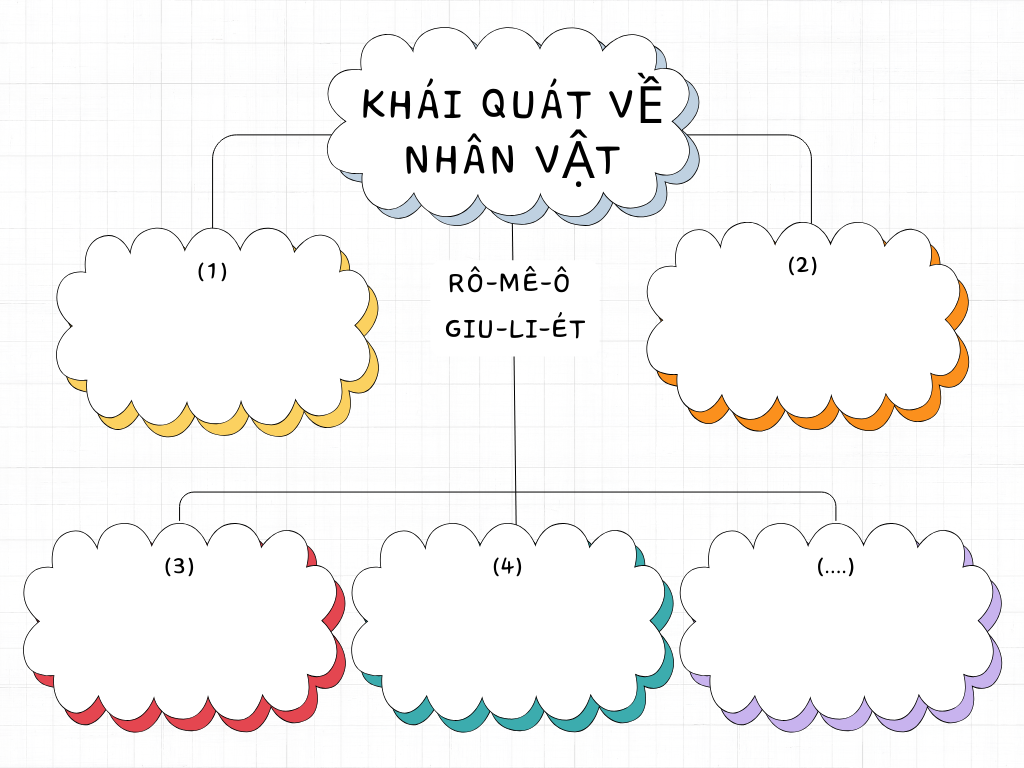 KHÁI QUÁT VỀ
NHÂN VẬT
(1)
(2)
RÔ-MÊ-Ô
GIU-LI-ÉT
(3)
(4)
(....)